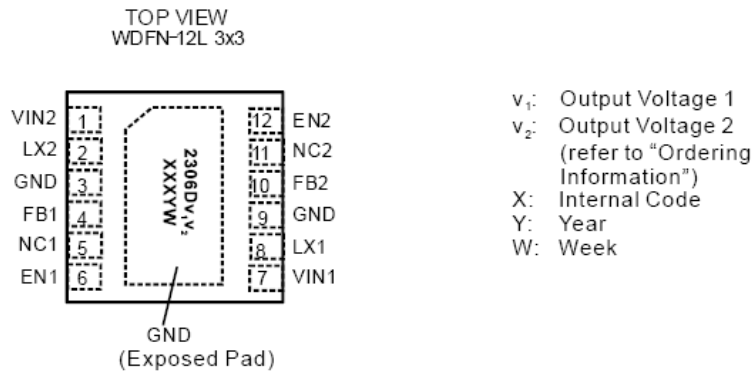 TOP VIEW
WDFN-12L 3x3
VIN2 1
LX2 2
GND 3
FB1 4
NC1 5
EN1 6
12 EN2
11 NC2
10 FB2
9 GND
8 LX1
7 VIN1
2306Dv₁v₂
XXXYW
GND
(Exposed Pad)
v₁: Output Voltage 1
v₂: Output Voltage 2
(refer to “Ordering
Information”)
X: Internal Code
Y: Year
W: Week